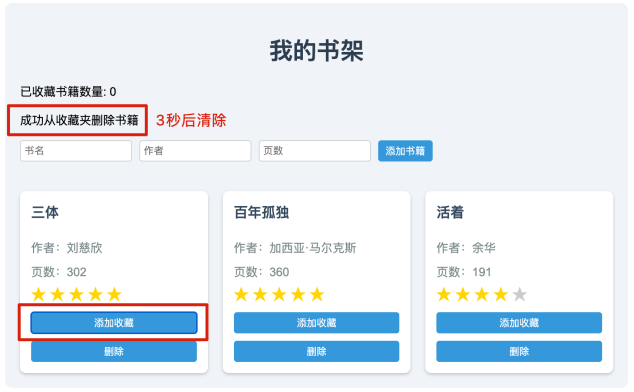 我的书架
已收藏书籍数量: 0
成功从收藏夹删除书籍 3秒后清除
书名 作者 页数 添加书籍
三体
作者：刘慈欣
页数：302
添加收藏
删除
百年孤独
作者：加西亚·马尔克斯
页数：360
添加收藏
删除
活着
作者：余华
页数：191
添加收藏
删除